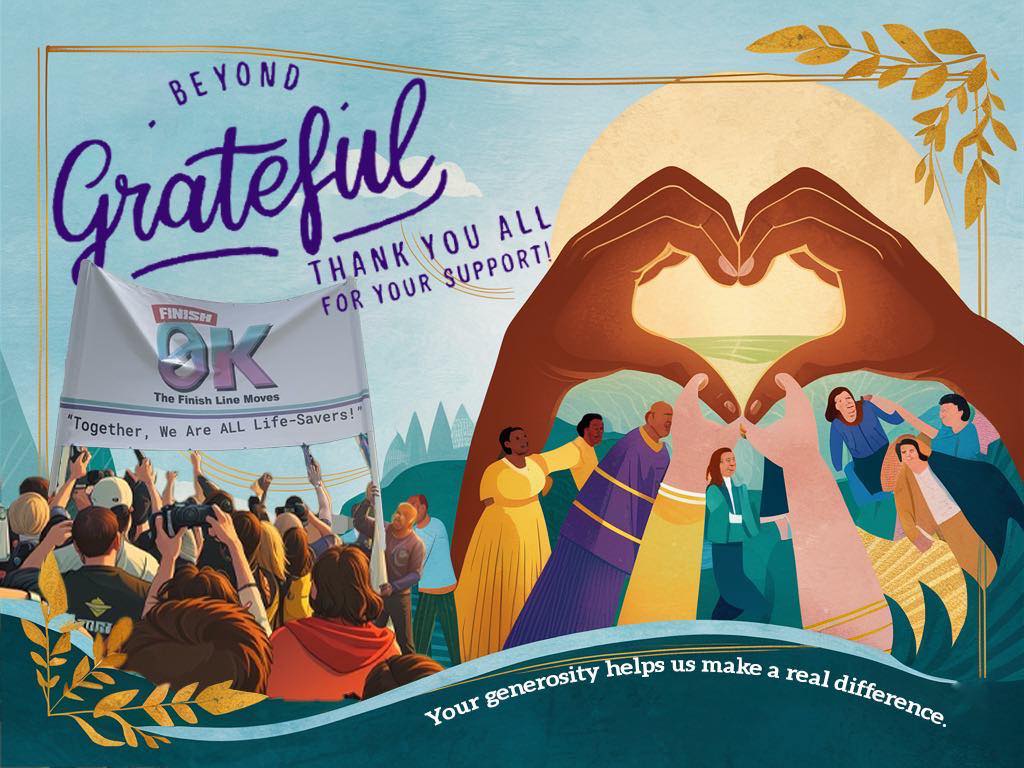 BEYOND
Grateful
THANK YOU ALL
FOR YOUR SUPPORT!
FINISH
OK
The Finish Line Moves
"Together, We Are ALL Life-Savers!"
Your generosity helps us make a real difference.